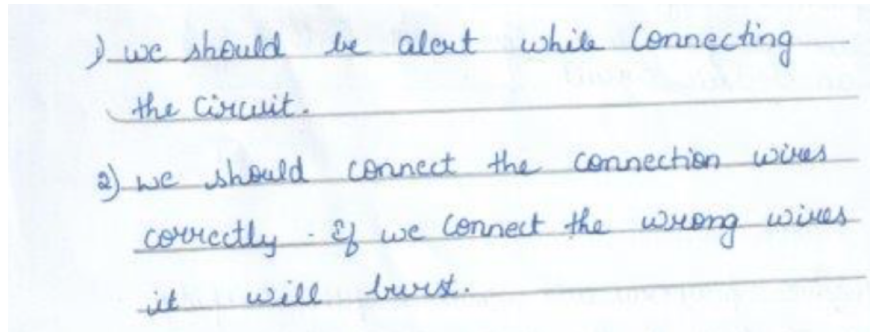 1) we should be alert while connecting
the circuit.
2) we should connect the connection wires
correctly. if we connect the wrong wires
it will burst.